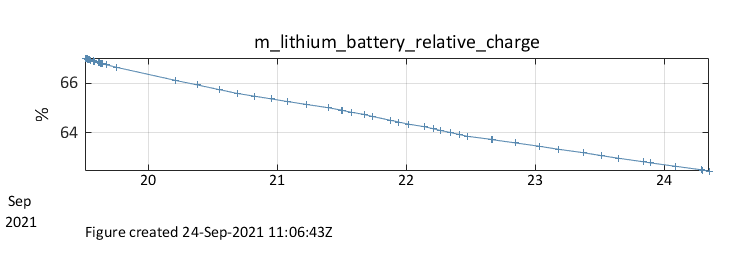 m_lithium_battery_relative_charge
66
64
%
20 21 22 23 24
Sep
2021
Figure created 24-Sep-2021 11:06:43Z